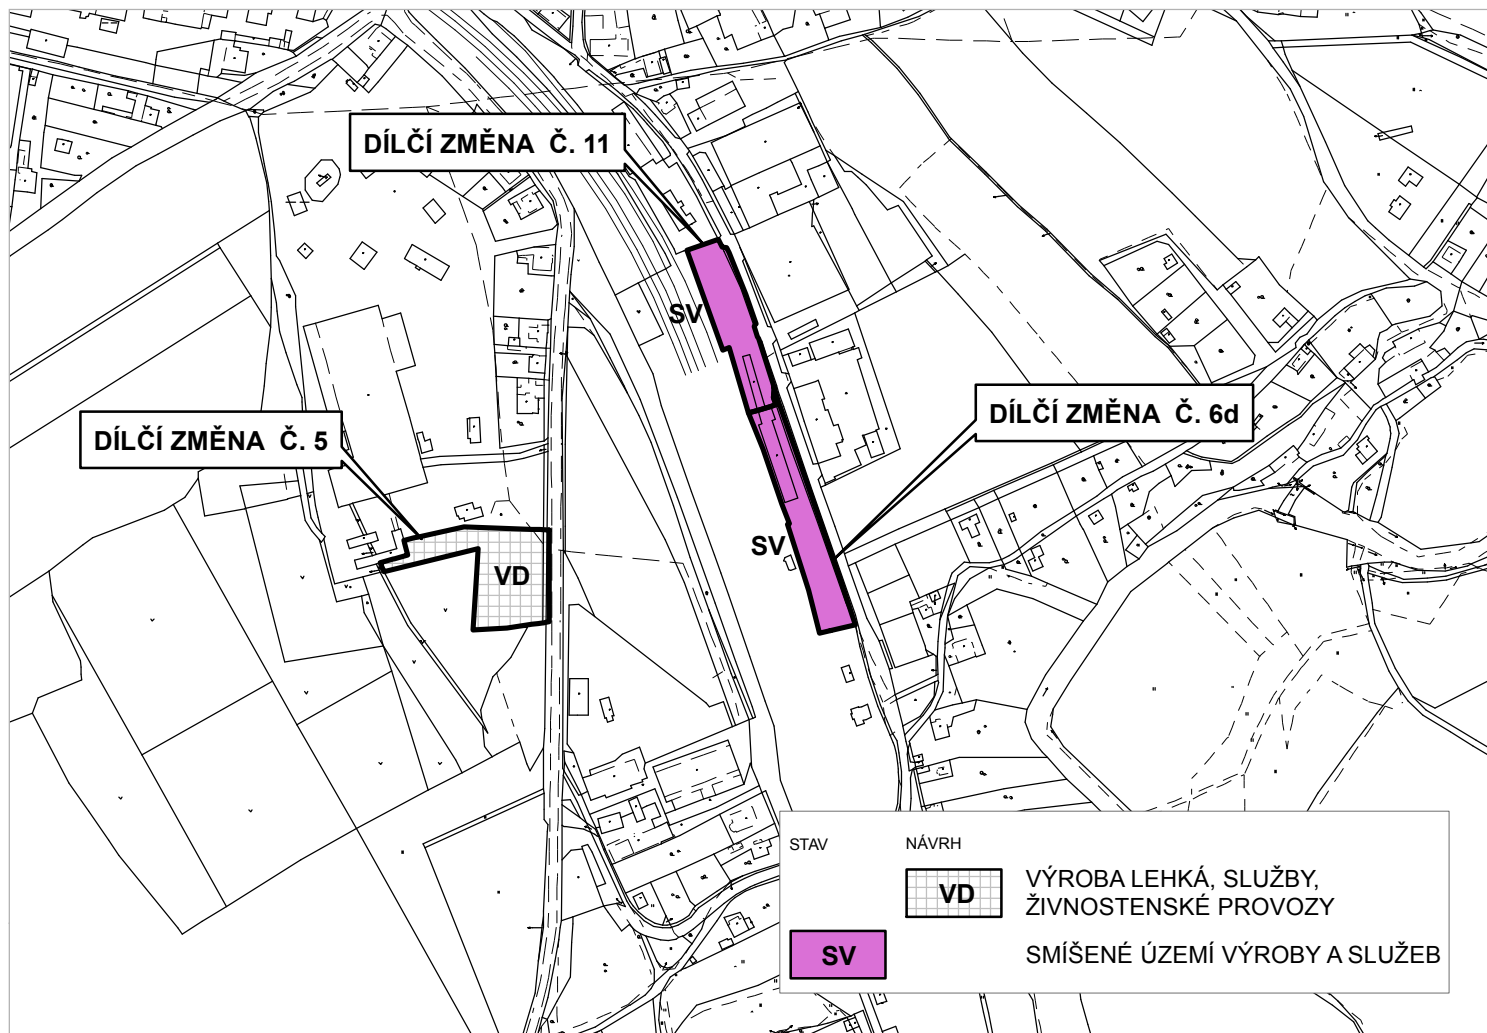 DÍLČÍ ZMĚNA Č. 11
SV
DÍLČÍ ZMĚNA Č. 6d
DÍLČÍ ZMĚNA Č. 5
SV
VD
STAV
NÁVRH
VD
VÝROBA LEHKÁ, SLUŽBY,
ŽIVNOSTENSKÉ PROVOZY
SV
SMÍŠENÉ ÚZEMÍ VÝROBY A SLUŽEB